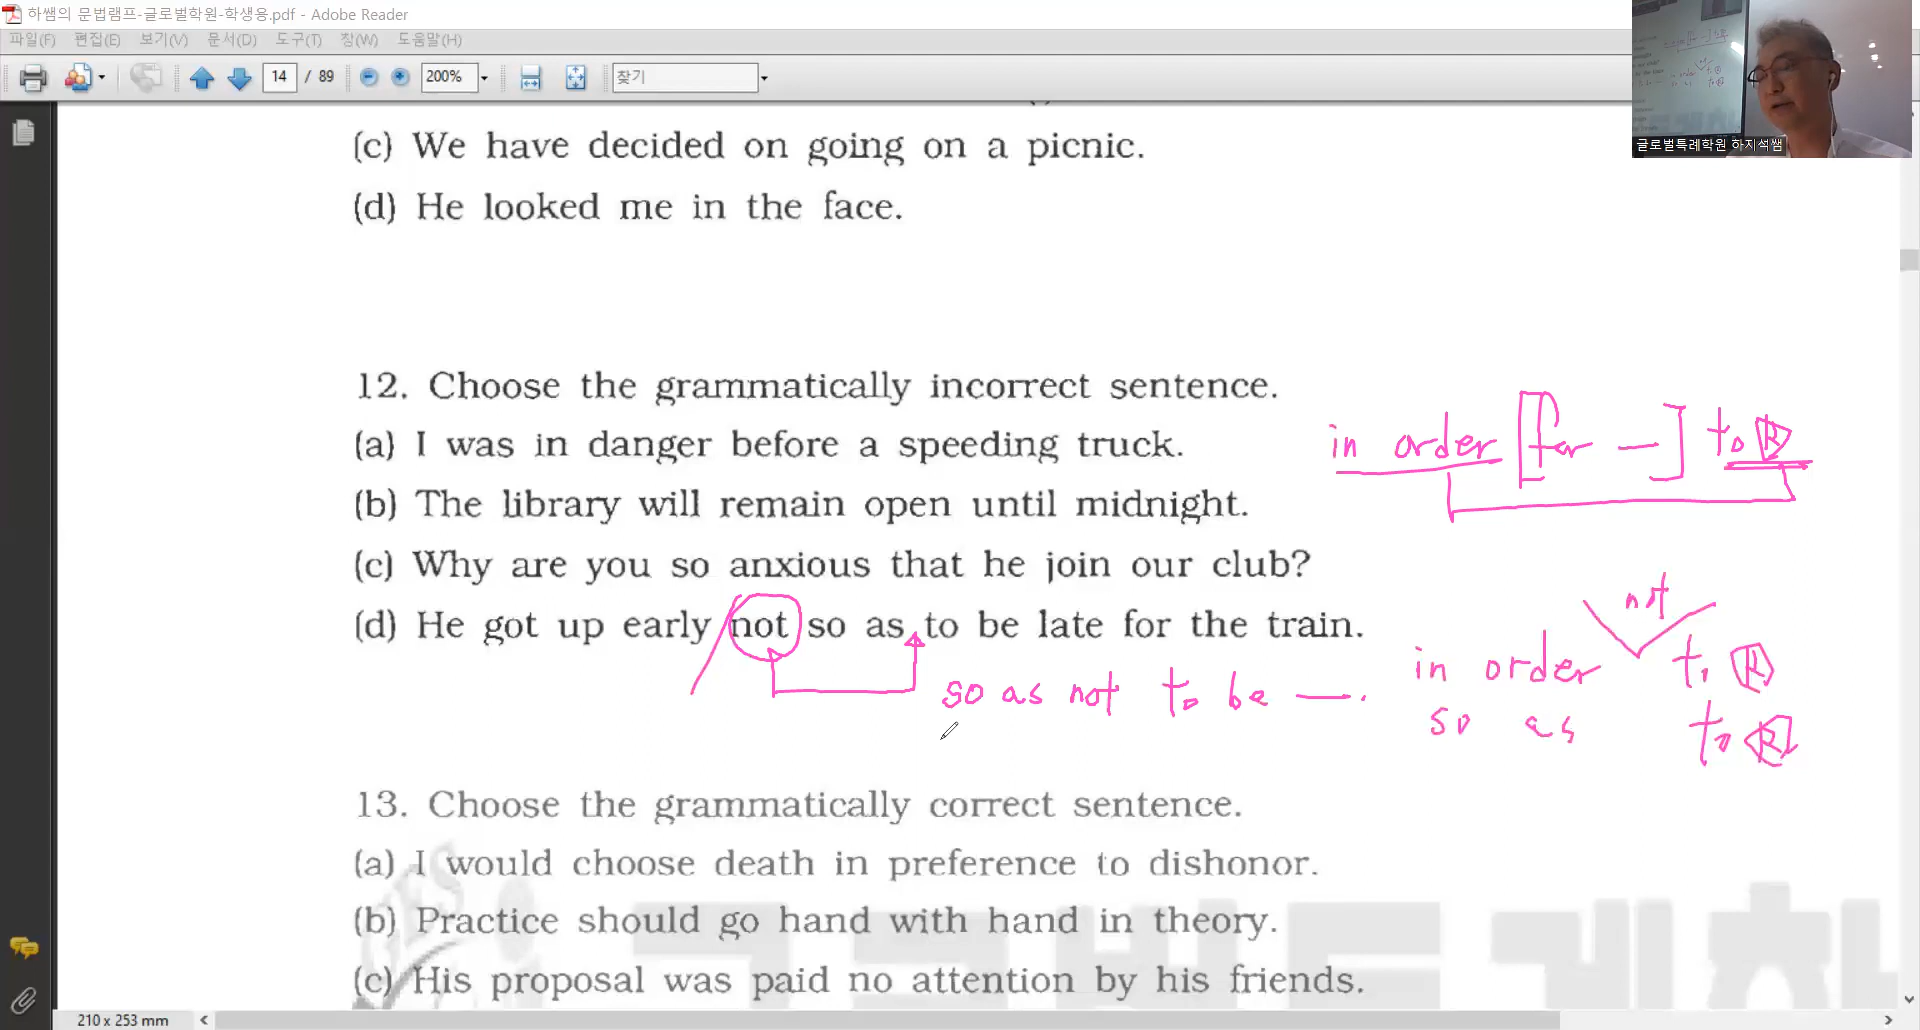 하쌤의 문법램프-글로벌학원-학생용.pdf - Adobe Reader
파일(F) 편집(E) 보기(V) 문서(D) 도구(T) 창(W) 도움말(H)
14 / 89 200% 찾기
글로벌특례학원 하지석쌤
(c) We have decided on going on a picnic.
(d) He looked me in the face.
12. Choose the grammatically incorrect sentence.
in order [for —] to R
(a) I was in danger before a speeding truck.
(b) The library will remain open until midnight.
(c) Why are you so anxious that he join our club?
not
(d) He got up early not so as to be late for the train.
in order to R
so as not to be —.
so as to R
13. Choose the grammatically correct sentence.
(a) I would choose death in preference to dishonor.
(b) Practice should go hand with hand in theory.
(c) His proposal was paid no attention by his friends.
210 x 253 mm